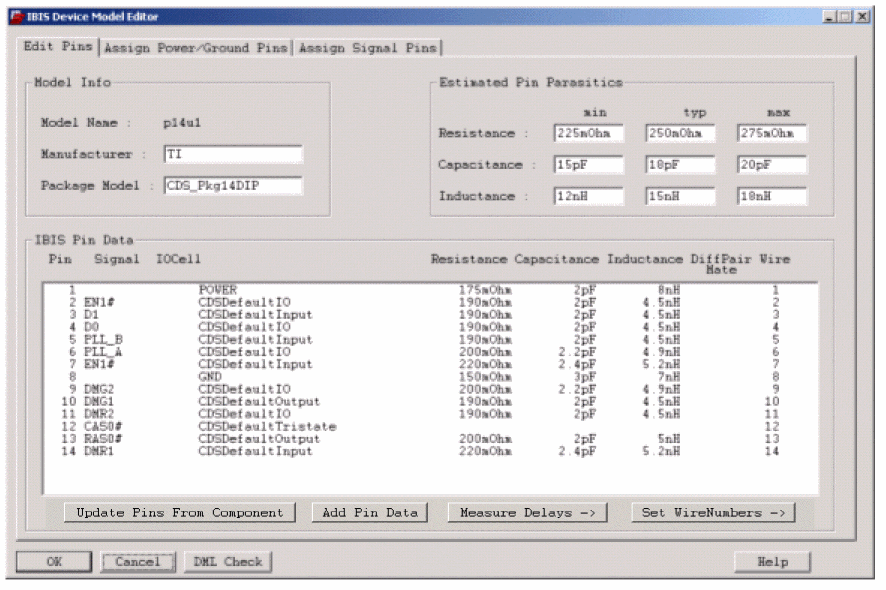 IBIS Device Model Editor
Edit Pins Assign Power/Ground Pins Assign Signal Pins
Model Info
Model Name : p14u1
Manufacturer : TI
Package Model : CDS_Pkg14DIP
Estimated Pin Parasitics
min typ max
Resistance : 225mOhm 250mOhm 275mOhm
Capacitance : 15pF 18pF 20pF
Inductance : 12nH 15nH 18nH
IBIS Pin Data
Pin Signal IOCell Resistance Capacitance Inductance DiffPair Wire
Mate
1 POWER 175mOhm 2pF 8nH 1
2 EN1# CDSDefaultIO 190mOhm 2pF 4.5nH 2
3 D1 CDSDefaultInput 190mOhm 2pF 4.5nH 3
4 D0 CDSDefaultIO 190mOhm 2pF 4.5nH 4
5 PLL_B CDSDefaultInput 190mOhm 2pF 4.5nH 5
6 PLL_A CDSDefaultIO 200mOhm 2.2pF 4.9nH 6
7 EN1# CDSDefaultInput 220mOhm 2.4pF 5.2nH 7
8 GND 150mOhm 3pF 7nH 8
9 DMG2 CDSDefaultIO 200mOhm 2.2pF 4.9nH 9
10 DMG1 CDSDefaultOutput 190mOhm 2pF 4.5nH 10
11 DMR2 CDSDefaultIO 190mOhm 2pF 4.5nH 11
12 CAS0# CDSDefaultTristate 12
13 RAS0# CDSDefaultOutput 200mOhm 2pF 5nH 13
14 DMR1 CDSDefaultInput 220mOhm 2.4pF 5.2nH 14
Update Pins From Component Add Pin Data Measure Delays -> Set WireNumbers ->
OK Cancel DML Check Help